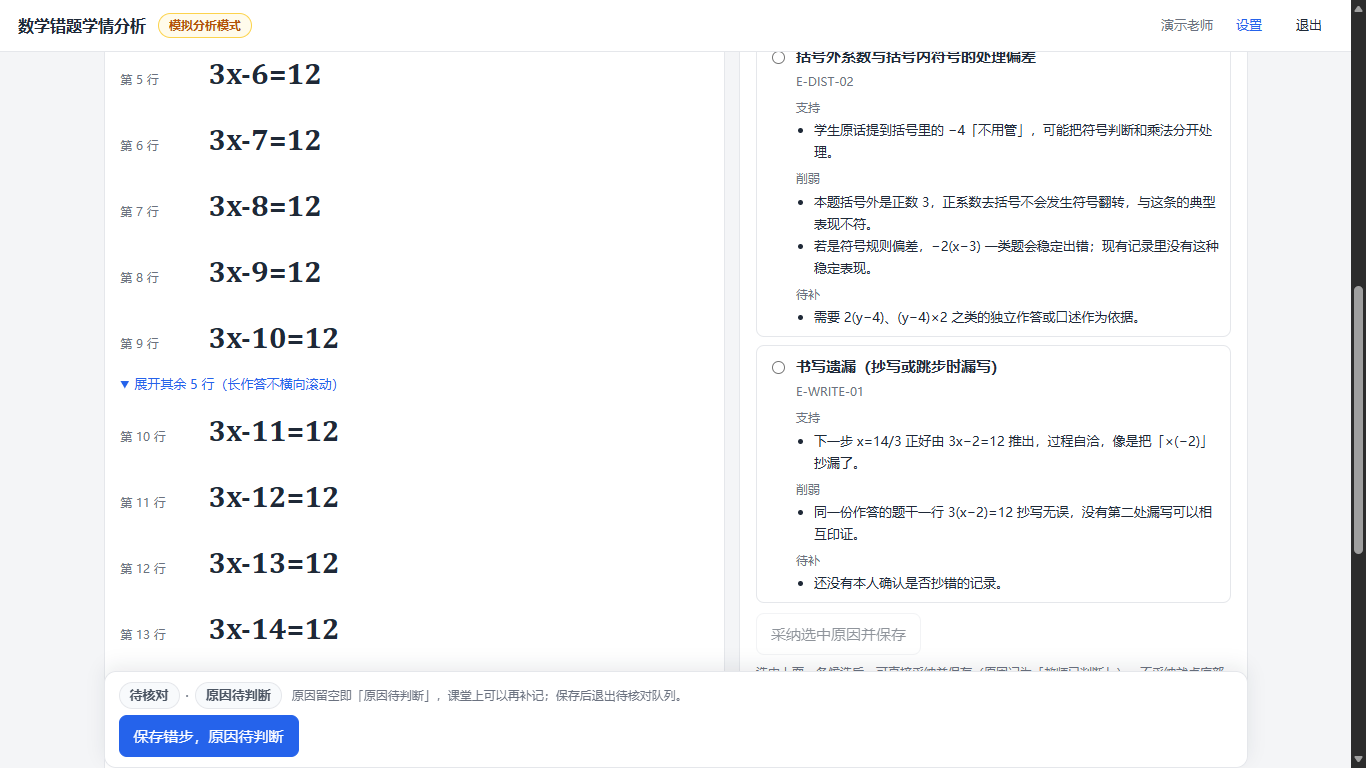 数学错题学情分析 模拟分析模式 演示老师 设置 退出
第 5 行 3x-6=12
第 6 行 3x-7=12
第 7 行 3x-8=12
第 8 行 3x-9=12
第 9 行 3x-10=12
▼ 展开其余 5 行（长作答不横向滚动）
第 10 行 3x-11=12
第 11 行 3x-12=12
第 12 行 3x-13=12
第 13 行 3x-14=12
括号外系数与括号内符号的处理偏差
E-DIST-02
支持
学生原话提到括号里的 −4「不用管」，可能把符号判断和乘法分开处
理。
削弱
本题括号外是正数 3，正系数去括号不会发生符号翻转，与这条的典型
表现不符。
若是符号规则偏差，−2(x−3) 一类题会稳定出错；现有记录里没有这种
稳定表现。
待补
需要 2(y−4)、(y−4)×2 之类的独立作答或口述作为依据。
书写遗漏（抄写或跳步时漏写）
E-WRITE-01
支持
下一步 x=14/3 正好由 3x−2=12 推出，过程自洽，像是把「×(−2)」
抄漏了。
削弱
同一份作答的题干一行 3(x−2)=12 抄写无误，没有第二处漏写可以相
互印证。
待补
还没有本人确认是否抄错的记录。
采纳选中原因并保存
待核对 · 原因待判断 原因留空即「原因待判断」，课堂上可以再补记；保存后退出待核对队列。
保存错步，原因待判断